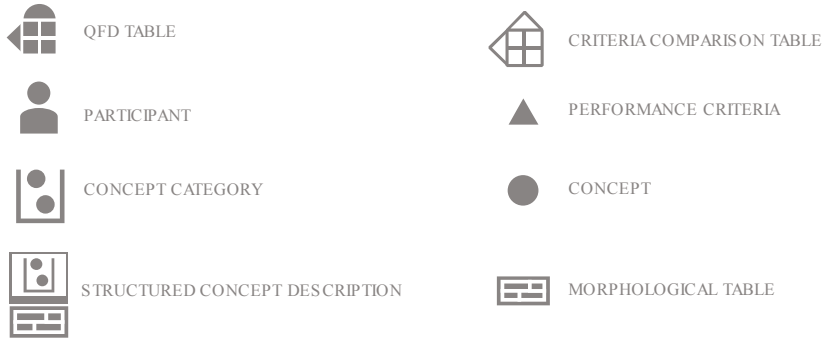 QFD TABLE
CRITERIA COMPARISON TABLE
PARTICIPANT
PERFORMANCE CRITERIA
CONCEPT CATEGORY
CONCEPT
STRUCTURED CONCEPT DESCRIPTION
MORPHOLOGICAL TABLE